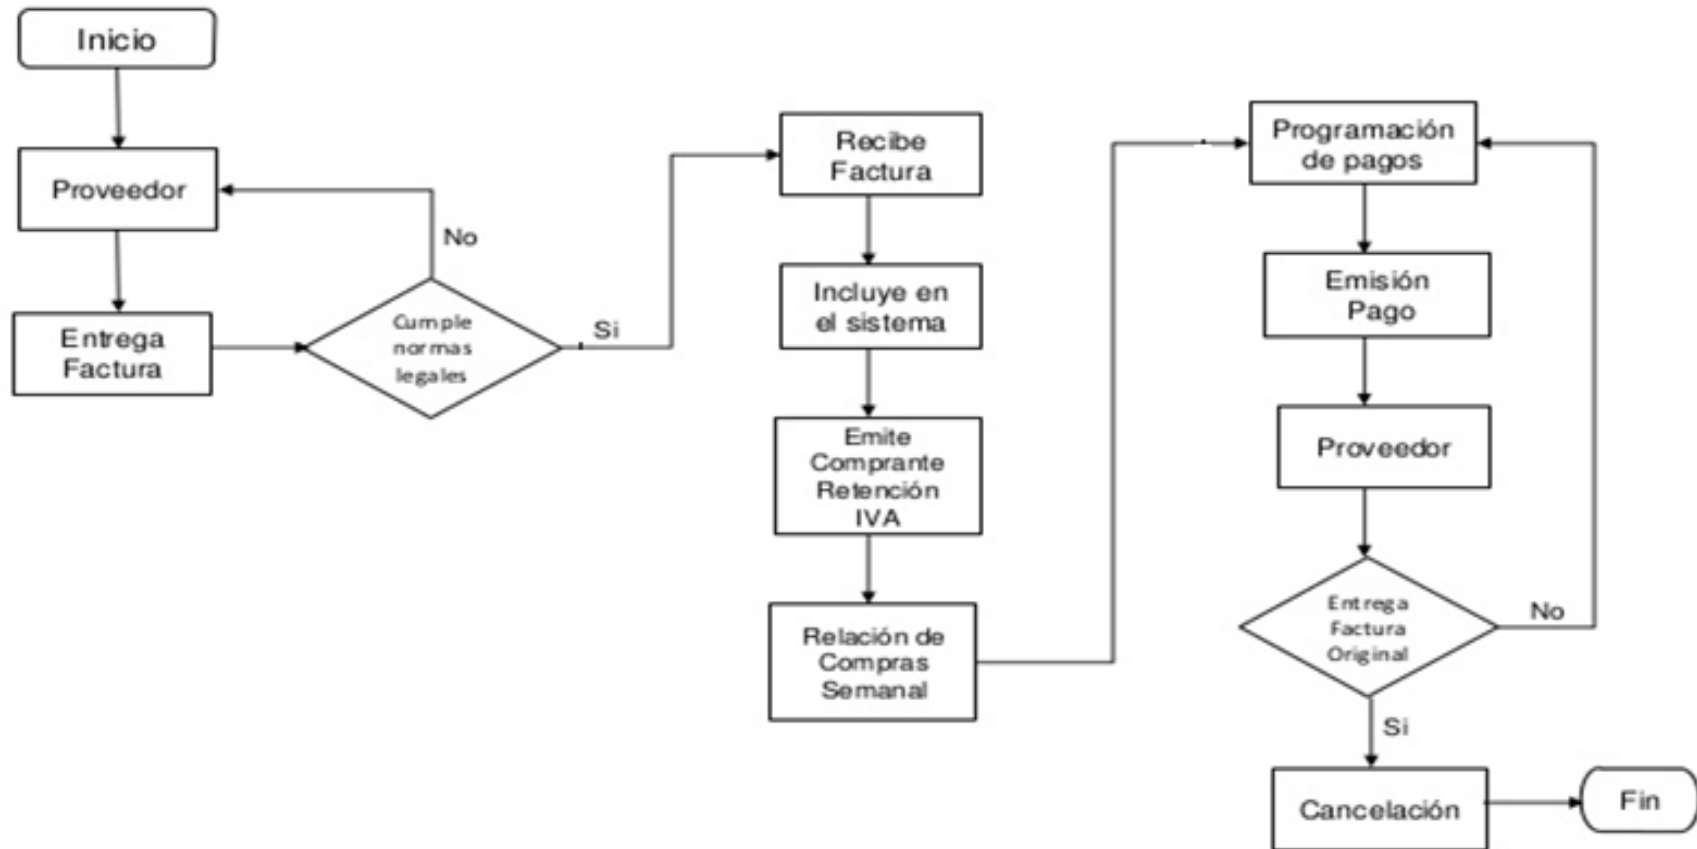 Inicio
Proveedor
Entrega
Factura
No
Cumple
normas
legales
Si
Recibe
Factura
Incluye en
el sistema
Emite
Comprante
Retención
IVA
Relación de
Compras
Semanal
Programación
de pagos
Emisión
Pago
Proveedor
Entrega
Factura
Original
No
Si
Cancelación
Fin